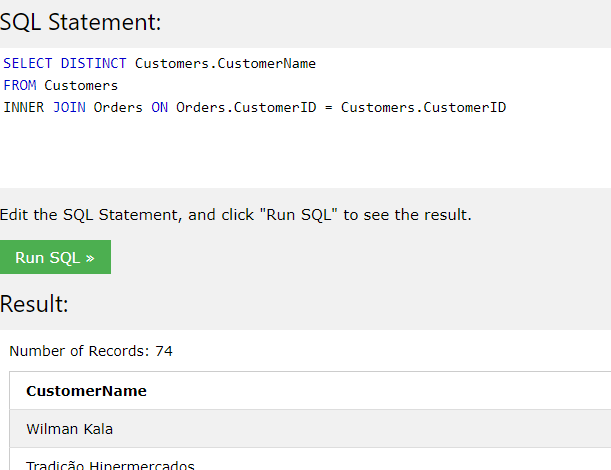 SQL Statement:
SELECT DISTINCT Customers.CustomerName
FROM Customers
INNER JOIN Orders ON Orders.CustomerID = Customers.CustomerID
Edit the SQL Statement, and click "Run SQL" to see the result.
Run SQL »
Result:
Number of Records: 74
CustomerName
Wilman Kala
Tradição Hipermercados